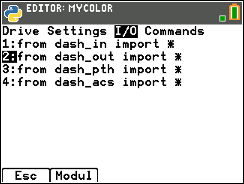 EDITOR: MYCOLOR
Drive Settings I/O Commands
1:from dash_in import *
2:from dash_out import *
3:from dash_pth import *
4:from dash_acs import *
Esc Modul